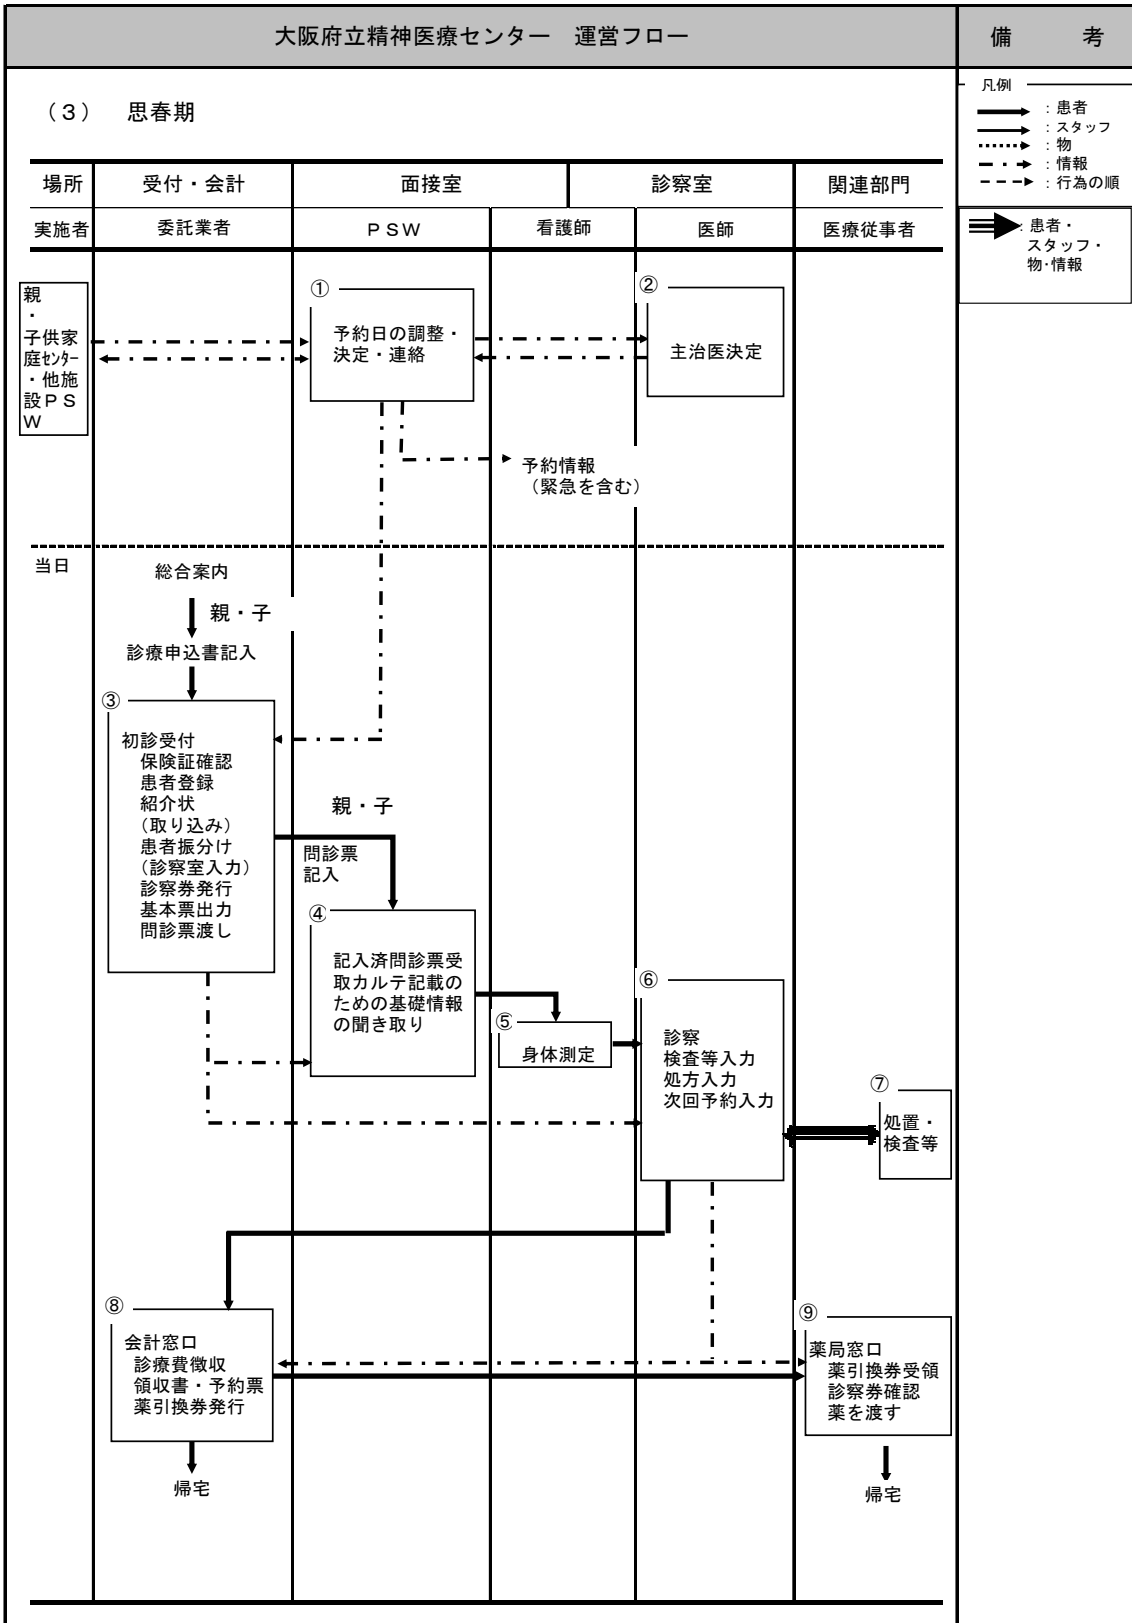 大阪府立精神医療センター　運営フロー
備　　考
（３）　思春期
凡例
：患者
：スタッフ
：物
：情報
：行為の順
：患者・
スタッフ・
物・情報
場所
受付・会計
面接室
診察室
関連部門
実施者
委託業者
ＰＳＷ
看護師
医師
医療従事者
親
・
子供家
庭ｾﾝﾀｰ
・他施
設ＰＳ
Ｗ
①
予約日の調整・
決定・連絡
②
主治医決定
予約情報
（緊急を含む）
当日
総合案内
親・子
診療申込書記入
③
初診受付
保険証確認
患者登録
紹介状
（取り込み）
患者振分け
（診察室入力）
診察券発行
基本票出力
問診票渡し
親・子
問診票
記入
④
記入済問診票受
取カルテ記載の
ための基礎情報
の聞き取り
⑤
身体測定
⑥
診察
検査等入力
処方入力
次回予約入力
⑦
処置・
検査等
⑧
会計窓口
診療費徴収
領収書・予約票
薬引換券発行
帰宅
⑨
薬局窓口
薬引換券受領
診察券確認
薬を渡す
帰宅